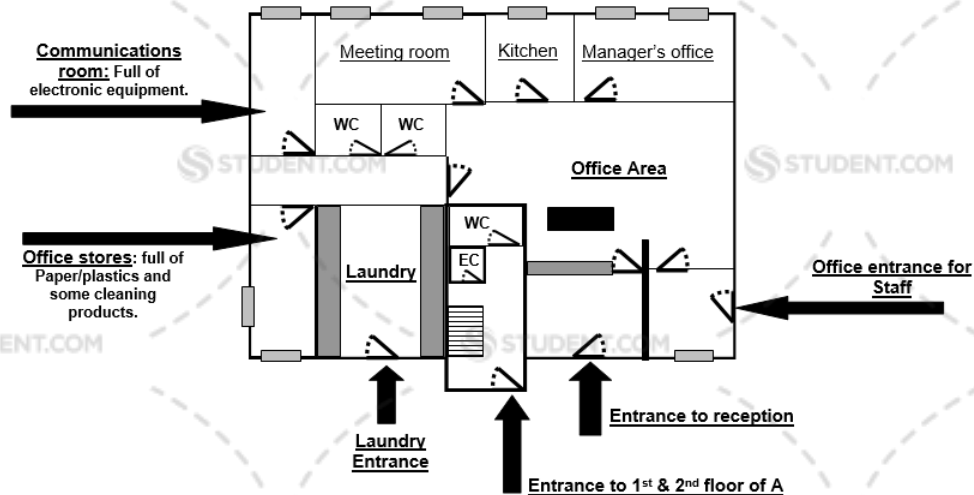 Communications
room: Full of
electronic equipment.
Meeting room
Kitchen
Manager's office
WC
WC
STUDENT.COM
STUDENT.COM
Office Area
Office stores: full of
Paper/plastics and
some cleaning
products.
Laundry
WC
EC
Office entrance for
Staff
ENT.COM
STUDENT.COM
Laundry
Entrance
Entrance to reception
Entrance to 1st & 2nd floor of A